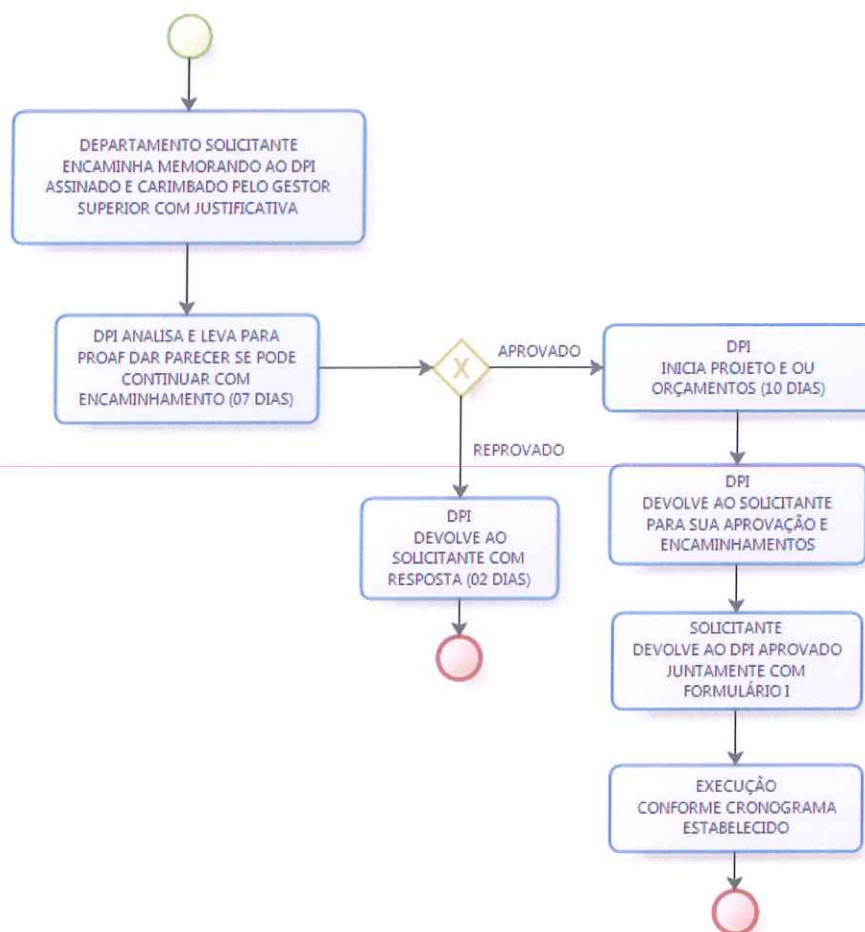 DEPARTAMENTO SOLICITANTE
ENCAMINHA MEMORANDO AO DPI
ASSINADO E CARIMBADO PELO GESTOR
SUPERIOR COM JUSTIFICATIVA
DPI ANALISA E LEVA PARA
PROAF DAR PARECER SE PODE
CONTINUAR COM
ENCAMINHAMENTO (07 DIAS)
X
APROVADO
DPI
INICIA PROJETO E OU
ORÇAMENTOS (10 DIAS)
REPROVADO
DPI
DEVOLVE AO
SOLICITANTE COM
RESPOSTA (02 DIAS)
DPI
DEVOLVE AO SOLICITANTE
PARA SUA APROVAÇÃO E
ENCAMINHAMENTOS
SOLICITANTE
DEVOLVE AO DPI APROVADO
JUNTAMENTE COM
FORMULÁRIO I
EXECUÇÃO
CONFORME CRONOGRAMA
ESTABELECIDO